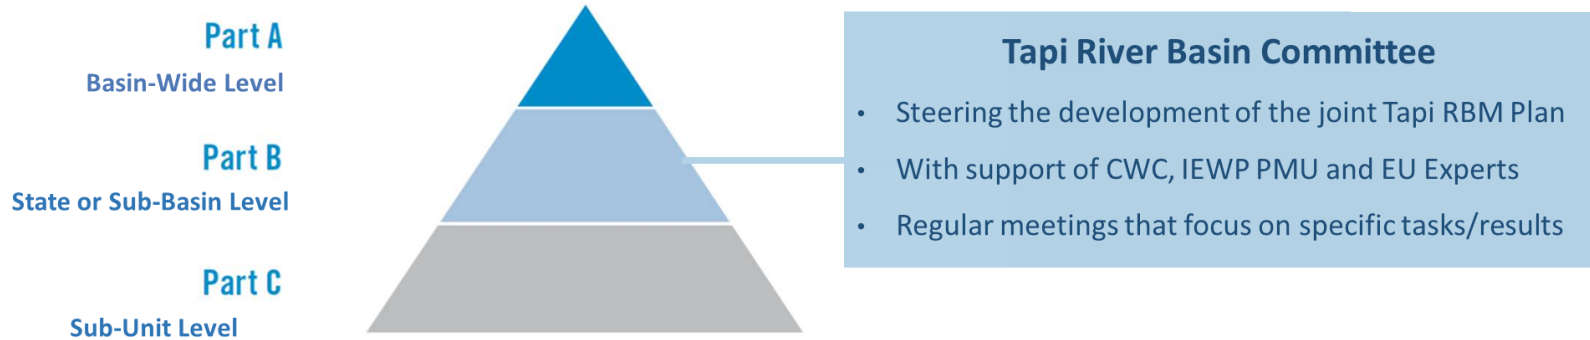 Part A
Basin-Wide Level
Part B
State or Sub-Basin Level
Part C
Sub-Unit Level
Tapi River Basin Committee
• Steering the development of the joint Tapi RBM Plan
• With support of CWC, IEWP PMU and EU Experts
• Regular meetings that focus on specific tasks/results